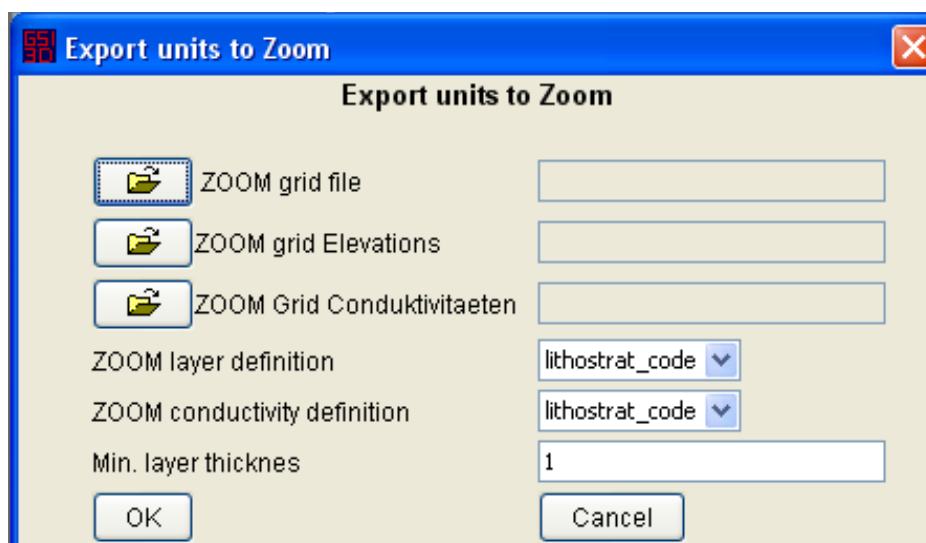 GSI 3D Export units to Zoom
Export units to Zoom
ZOOM grid file
ZOOM grid Elevations
ZOOM Grid Conduktivitaeten
ZOOM layer definition lithostrat_code
ZOOM conductivity definition lithostrat_code
Min. layer thicknes 1
OK Cancel